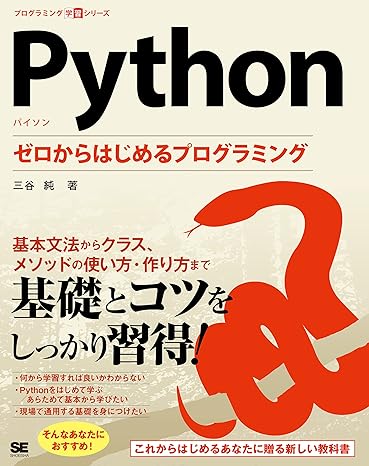 プログラミング学習シリーズ
Python
パイソン
ゼロからはじめるプログラミング
三谷 純 著
基本文法からクラス、
メソッドの使い方・作り方まで
基礎とコツを
しっかり習得!
・何から学習すれば良いかわからない
・Pythonをはじめて学ぶ
あらためて基本から学びたい
・現場で通用する基礎を身につけたい
そんなあなたに
おすすめ!
SE
SHOEISHA
これからはじめるあなたに贈る新しい教科書